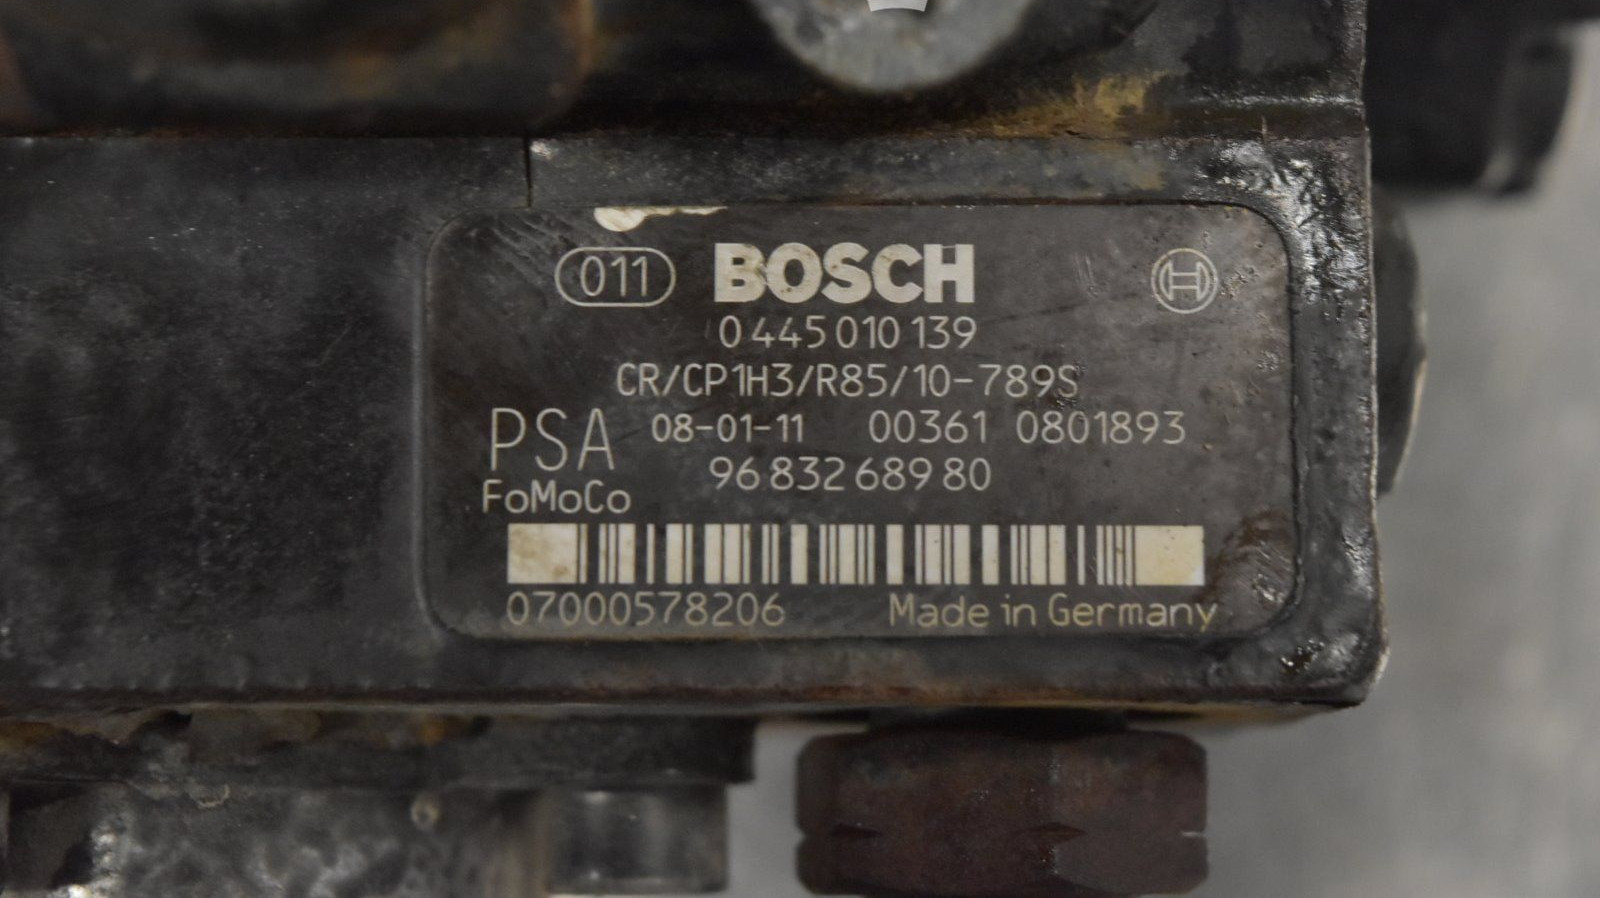 011 BOSCH
0 445 010 139
CR/CP1H3/R85/10-789S
PSA 08-01-11 00361 0801893
96 832 689 80
FoMoCo
07000578206 Made in Germany